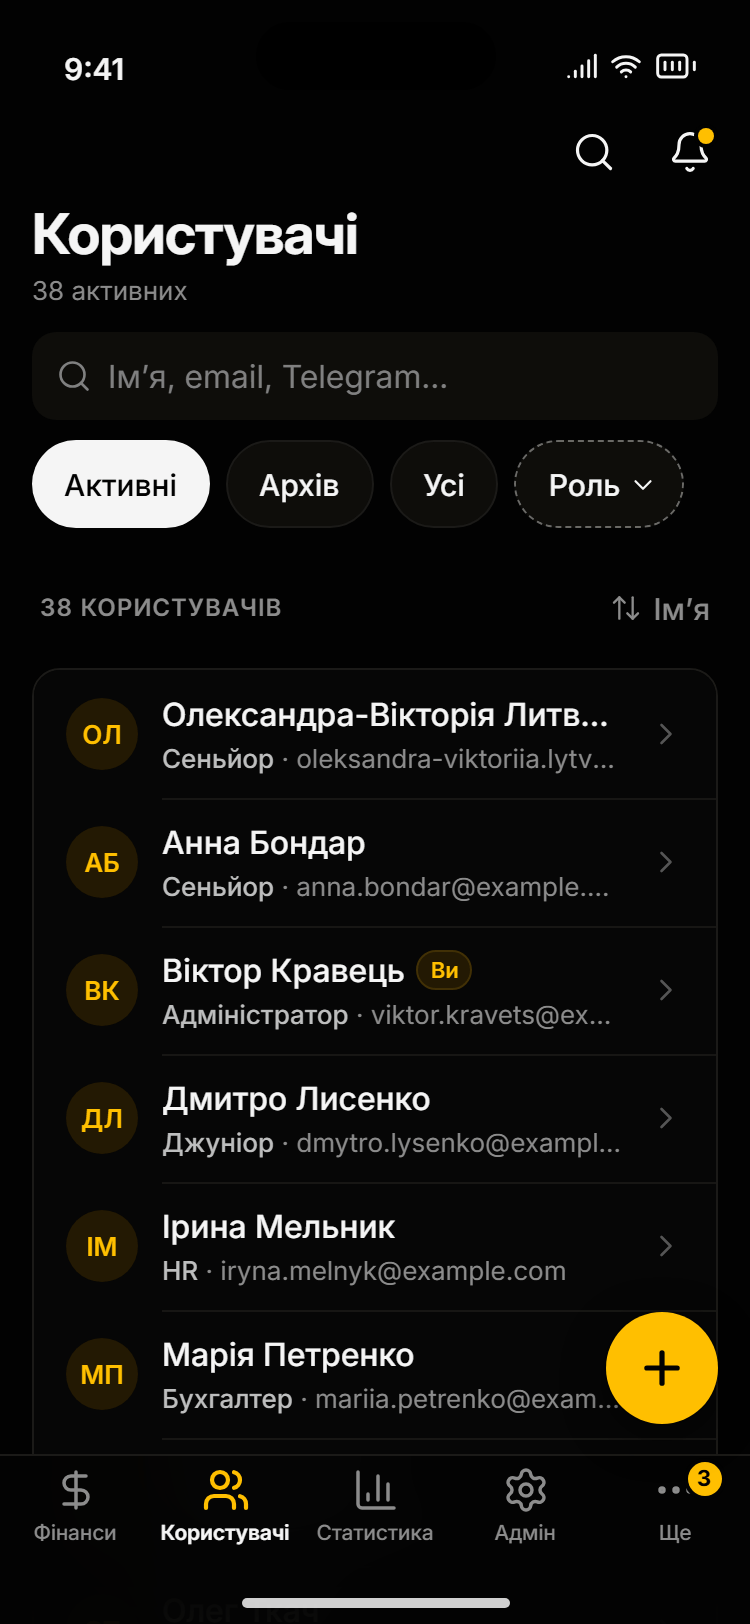 9:41
Користувачі
38 активних
Ім’я, email, Telegram...
Активні
Архів
Усі
Роль
38 КОРИСТУВАЧІВ
Ім’я
ОЛ
Олександра-Вікторія Литв...
Сеньйор · oleksandra-viktoriia.lytv...
АБ
Анна Бондар
Сеньйор · anna.bondar@example....
ВК
Віктор Кравець
Ви
Адміністратор · viktor.kravets@ex...
ДЛ
Дмитро Лисенко
Джуніор · dmytro.lysenko@exampl...
ІМ
Ірина Мельник
HR · iryna.melnyk@example.com
МП
Марія Петренко
Бухгалтер · mariia.petrenko@exam...
3
Фінанси
Користувачі
Статистика
Адмін
Ще
Олег Ткач